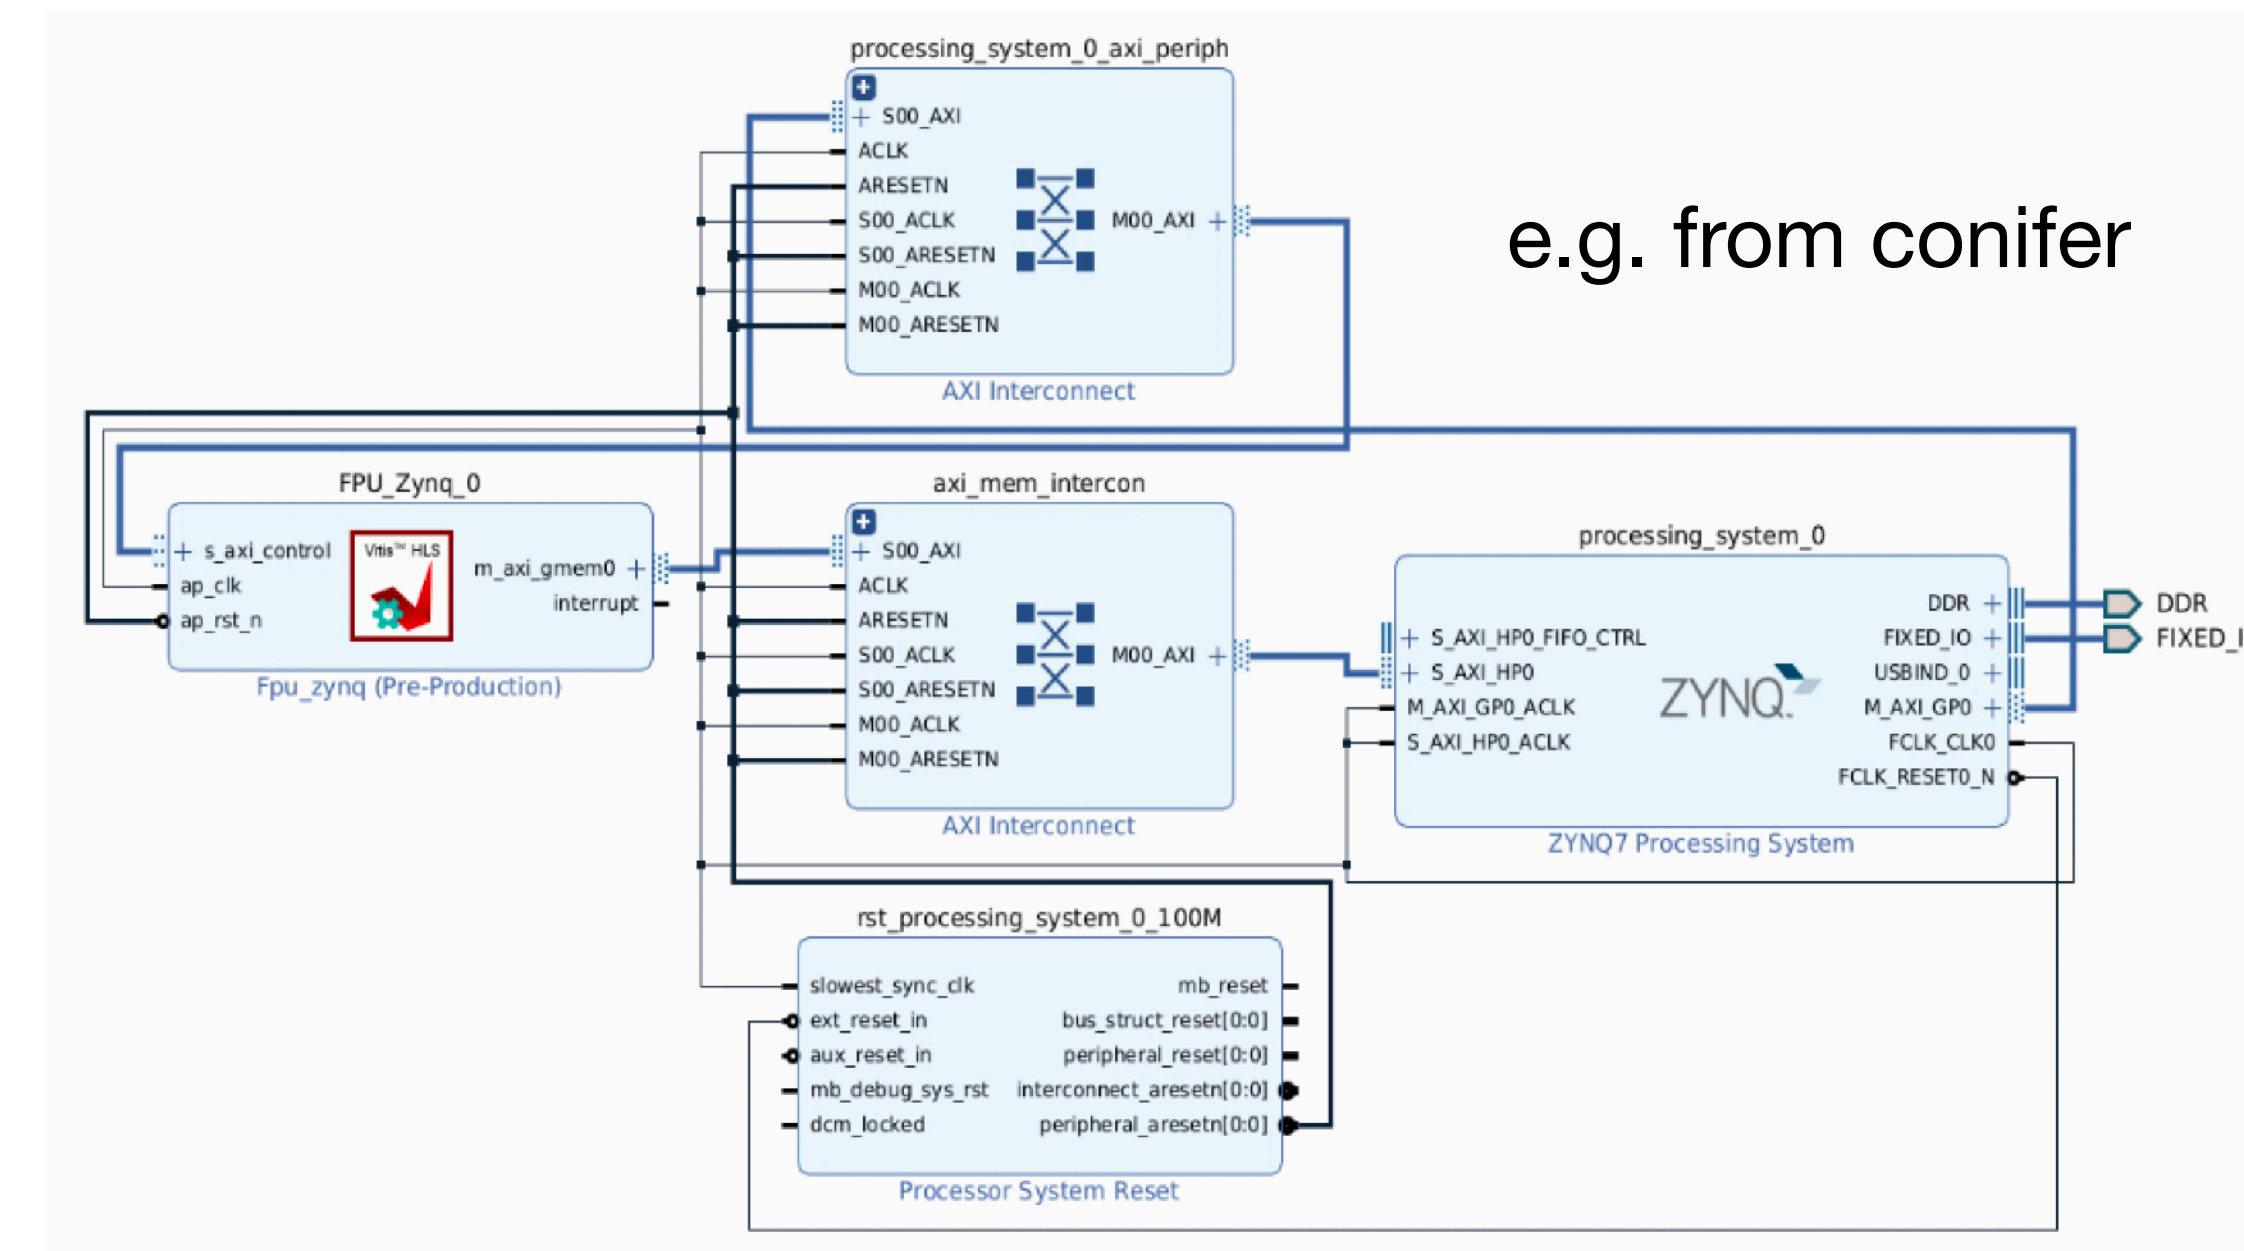 processing_system_0_axi_periph
S00_AXI
ACLK
ARESETN
S00_ACLK
S00_ARESETN
M00_ACLK
M00_ARESETN
M00_AXI
AXI Interconnect
e.g. from conifer
FPU_Zynq_0
s_axi_control
ap_clk
ap_rst_n
Vitis™ HLS
m_axi_gmem0
interrupt
Fpu_zynq (Pre-Production)
axi_mem_intercon
S00_AXI
ACLK
ARESETN
S00_ACLK
S00_ARESETN
M00_ACLK
M00_ARESETN
M00_AXI
AXI Interconnect
processing_system_0
S_AXI_HP0_FIFO_CTRL
S_AXI_HP0
M_AXI_GP0_ACLK
S_AXI_HP0_ACLK
ZYNQ.
DDR
FIXED_IO
USBIND_0
M_AXI_GP0
FCLK_CLK0
FCLK_RESET0_N
ZYNQ7 Processing System
DDR
FIXED_I
rst_processing_system_0_100M
slowest_sync_clk
ext_reset_in
aux_reset_in
mb_debug_sys_rst
dcm_locked
mb_reset
bus_struct_reset[0:0]
peripheral_reset[0:0]
interconnect_aresetn[0:0]
peripheral_aresetn[0:0]
Processor System Reset